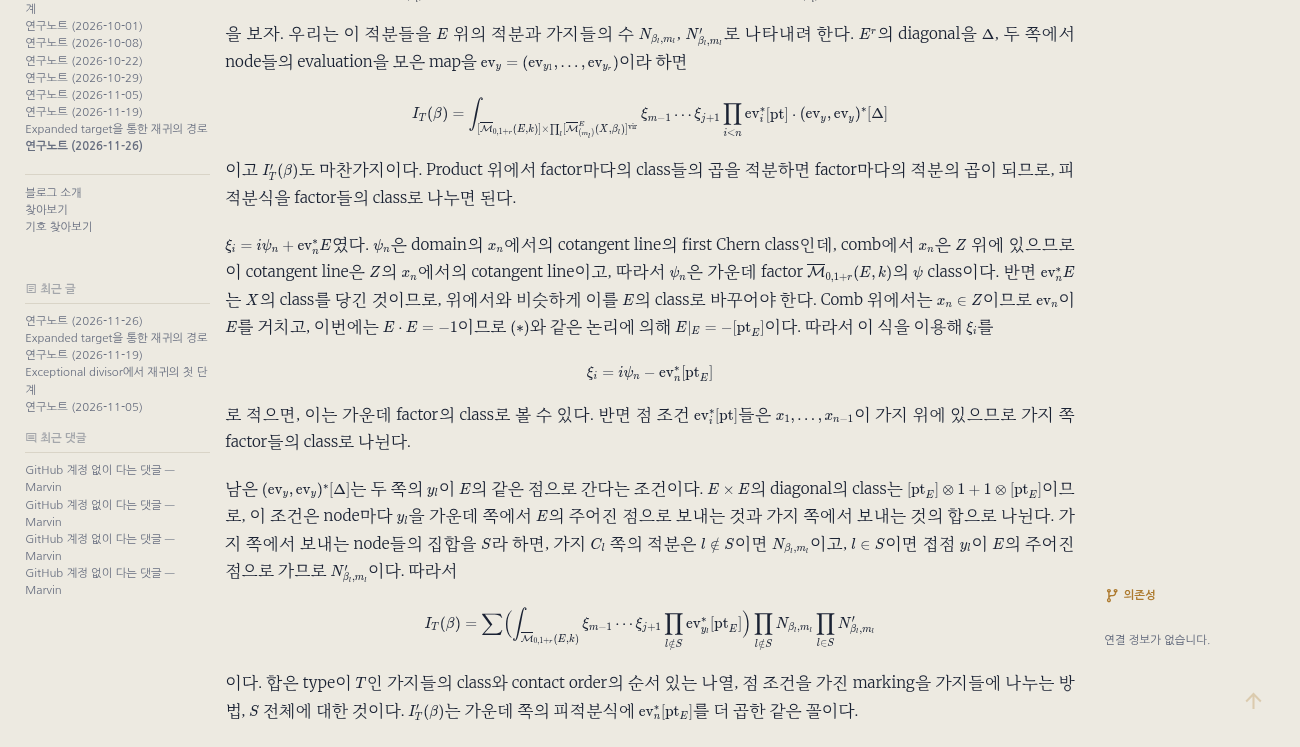 계
연구노트 (2026-10-01)
연구노트 (2026-10-08)
연구노트 (2026-10-22)
연구노트 (2026-10-29)
연구노트 (2026-11-05)
연구노트 (2026-11-19)
Expanded target을 통한 재귀의 경로
연구노트 (2026-11-26)
블로그 소개
찾아보기
기호 찾아보기
최근 글
연구노트 (2026-11-26)
Expanded target을 통한 재귀의 경로
연구노트 (2026-11-19)
Exceptional divisor에서 재귀의 첫 단
계
연구노트 (2026-11-05)
최근 댓글
GitHub 계정 없이 다는 댓글 —
Marvin
GitHub 계정 없이 다는 댓글 —
Marvin
GitHub 계정 없이 다는 댓글 —
Marvin
GitHub 계정 없이 다는 댓글 —
Marvin
을 보자. 우리는 이 적분들을 E 위의 적분과 가지들의 수 N_{β_l,m_l}, N′_{β_l,m_l}로 나타내려 한다. E^r의 diagonal을 Δ, 두 쪽에서
node들의 evaluation을 모은 map을 ev_y = (ev_{y_1}, . . . , ev_{y_r})이라 하면
I_T(β) = ∫_{[\overline{M}_{0,1+r}(E,k)]×∏_l[\overline{M}^E_{(m_l)}(X,β_l)]^{vir}} ξ_{m−1} ⋯ ξ_{j+1} ∏_{i<n} ev_i^*[pt] · (ev_y, ev_y)^*[Δ]
이고 I′_T(β)도 마찬가지이다. Product 위에서 factor마다의 class들의 곱을 적분하면 factor마다의 적분의 곱이 되므로, 피
적분식을 factor들의 class로 나누면 된다.
ξ_i = iψ_n + ev_n^*E였다. ψ_n은 domain의 x_n에서의 cotangent line의 first Chern class인데, comb에서 x_n은 Z 위에 있으므로
이 cotangent line은 Z의 x_n에서의 cotangent line이고, 따라서 ψ_n은 가운데 factor \overline{M}_{0,1+r}(E, k)의 ψ class이다. 반면 ev_n^*E
는 X의 class를 당긴 것이므로, 위에서와 비슷하게 이를 E의 class로 바꾸어야 한다. Comb 위에서는 x_n ∈ Z이므로 ev_n이
E를 거치고, 이번에는 E · E = −1이므로 (∗)와 같은 논리에 의해 E|_E = −[pt_E]이다. 따라서 이 식을 이용해 ξ_i를
ξ_i = iψ_n − ev_n^*[pt_E]
로 적으면, 이는 가운데 factor의 class로 볼 수 있다. 반면 점 조건 ev_i^*[pt]들은 x_1, . . . , x_{n−1}이 가지 위에 있으므로 가지 쪽
factor들의 class로 나뉜다.
남은 (ev_y, ev_y)^*[Δ]는 두 쪽의 y_l이 E의 같은 점으로 간다는 조건이다. E × E의 diagonal의 class는 [pt_E] ⊗ 1 + 1 ⊗ [pt_E]이므
로, 이 조건은 node마다 y_l을 가운데 쪽에서 E의 주어진 점으로 보내는 것과 가지 쪽에서 보내는 것의 합으로 나뉜다. 가
지 쪽에서 보내는 node들의 집합을 S라 하면, 가지 C_l 쪽의 적분은 l ∉ S이면 N_{β_l,m_l}이고, l ∈ S이면 접점 y_l이 E의 주어진
점으로 가므로 N′_{β_l,m_l}이다. 따라서
I_T(β) = ∑(∫_{\overline{M}_{0,1+r}(E,k)} ξ_{m−1} ⋯ ξ_{j+1} ∏_{l∉S} ev_{y_l}^*[pt_E]) ∏_{l∉S} N_{β_l,m_l} ∏_{l∈S} N′_{β_l,m_l}
이다. 합은 type이 T인 가지들의 class와 contact order의 순서 있는 나열, 점 조건을 가진 marking을 가지들에 나누는 방
법, S 전체에 대한 것이다. I′_T(β)는 가운데 쪽의 피적분식에 ev_n^*[pt_E]를 더 곱한 같은 꼴이다.
의존성
연결 정보가 없습니다.